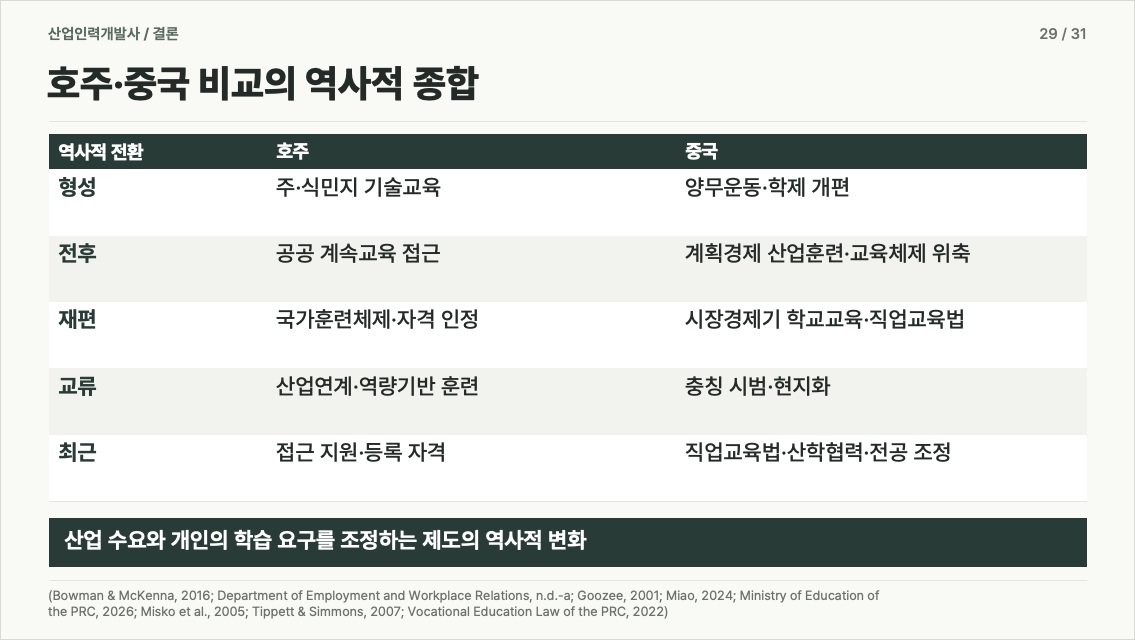 산업인력개발사 / 결론
29 / 31
호주·중국 비교의 역사적 종합
역사적 전환 호주 중국
형성 주·식민지 기술교육 양무운동·학제 개편
전후 공공 계속교육 접근 계획경제 산업훈련·교육체제 위축
재편 국가훈련체제·자격 인정 시장경제기 학교교육·직업교육법
교류 산업연계·역량기반 훈련 충칭 시범·현지화
최근 접근 지원·등록 자격 직업교육법·산학협력·전공 조정
산업 수요와 개인의 학습 요구를 조정하는 제도의 역사적 변화
(Bowman & McKenna, 2016; Department of Employment and Workplace Relations, n.d.-a; Goozee, 2001; Miao, 2024; Ministry of Education of
the PRC, 2026; Misko et al., 2005; Tippett & Simmons, 2007; Vocational Education Law of the PRC, 2022)